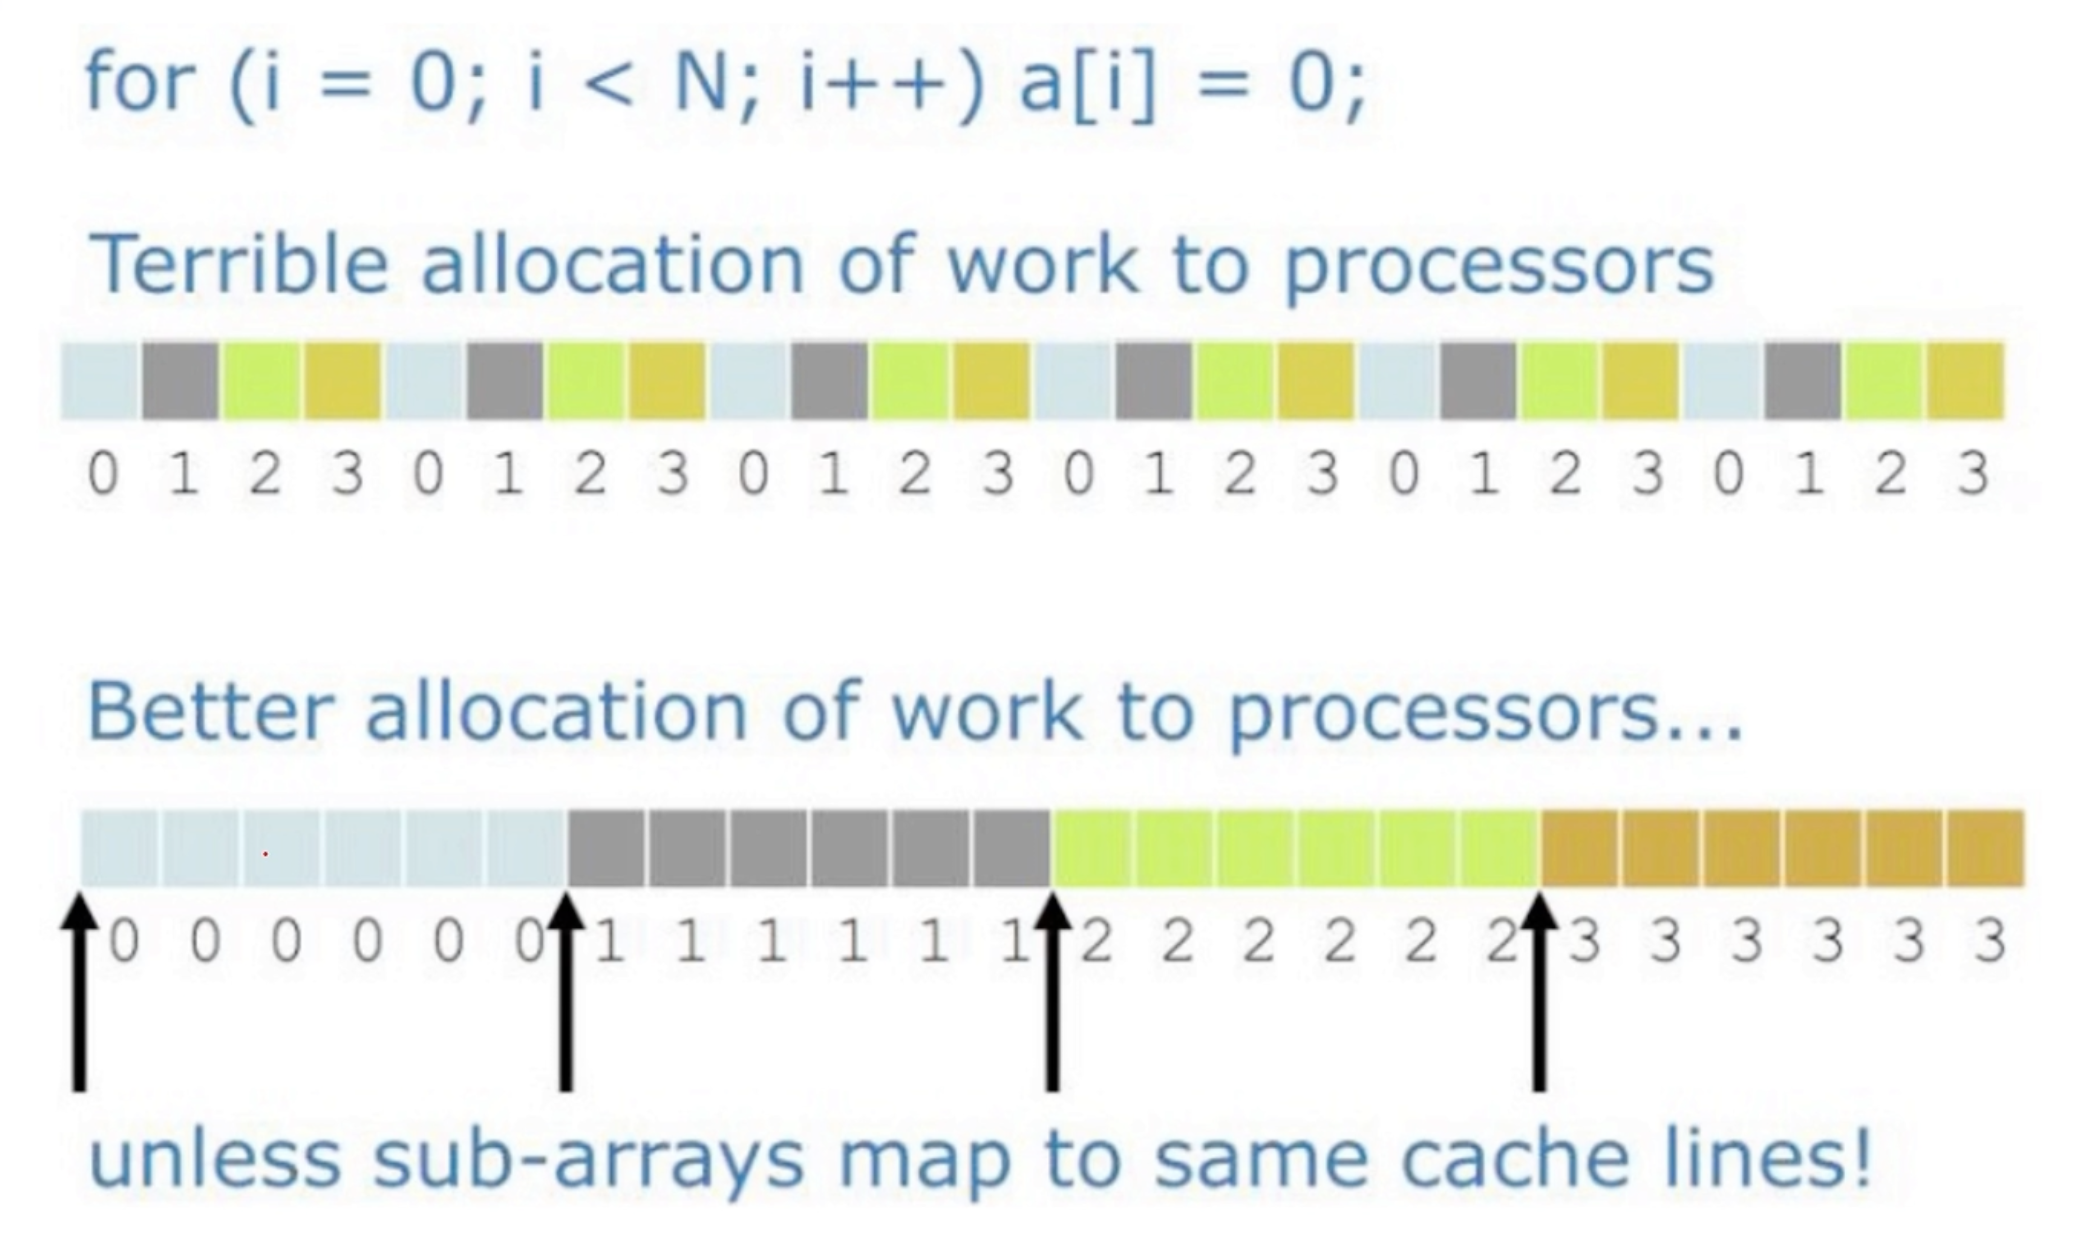 for (i = 0; i < N; i++) a[i] = 0;
Terrible allocation of work to processors
0 1 2 3 0 1 2 3 0 1 2 3 0 1 2 3 0 1 2 3 0 1 2 3
Better allocation of work to processors...
0 0 0 0 0 0 1 1 1 1 1 1 2 2 2 2 2 2 3 3 3 3 3 3
unless sub-arrays map to same cache lines!